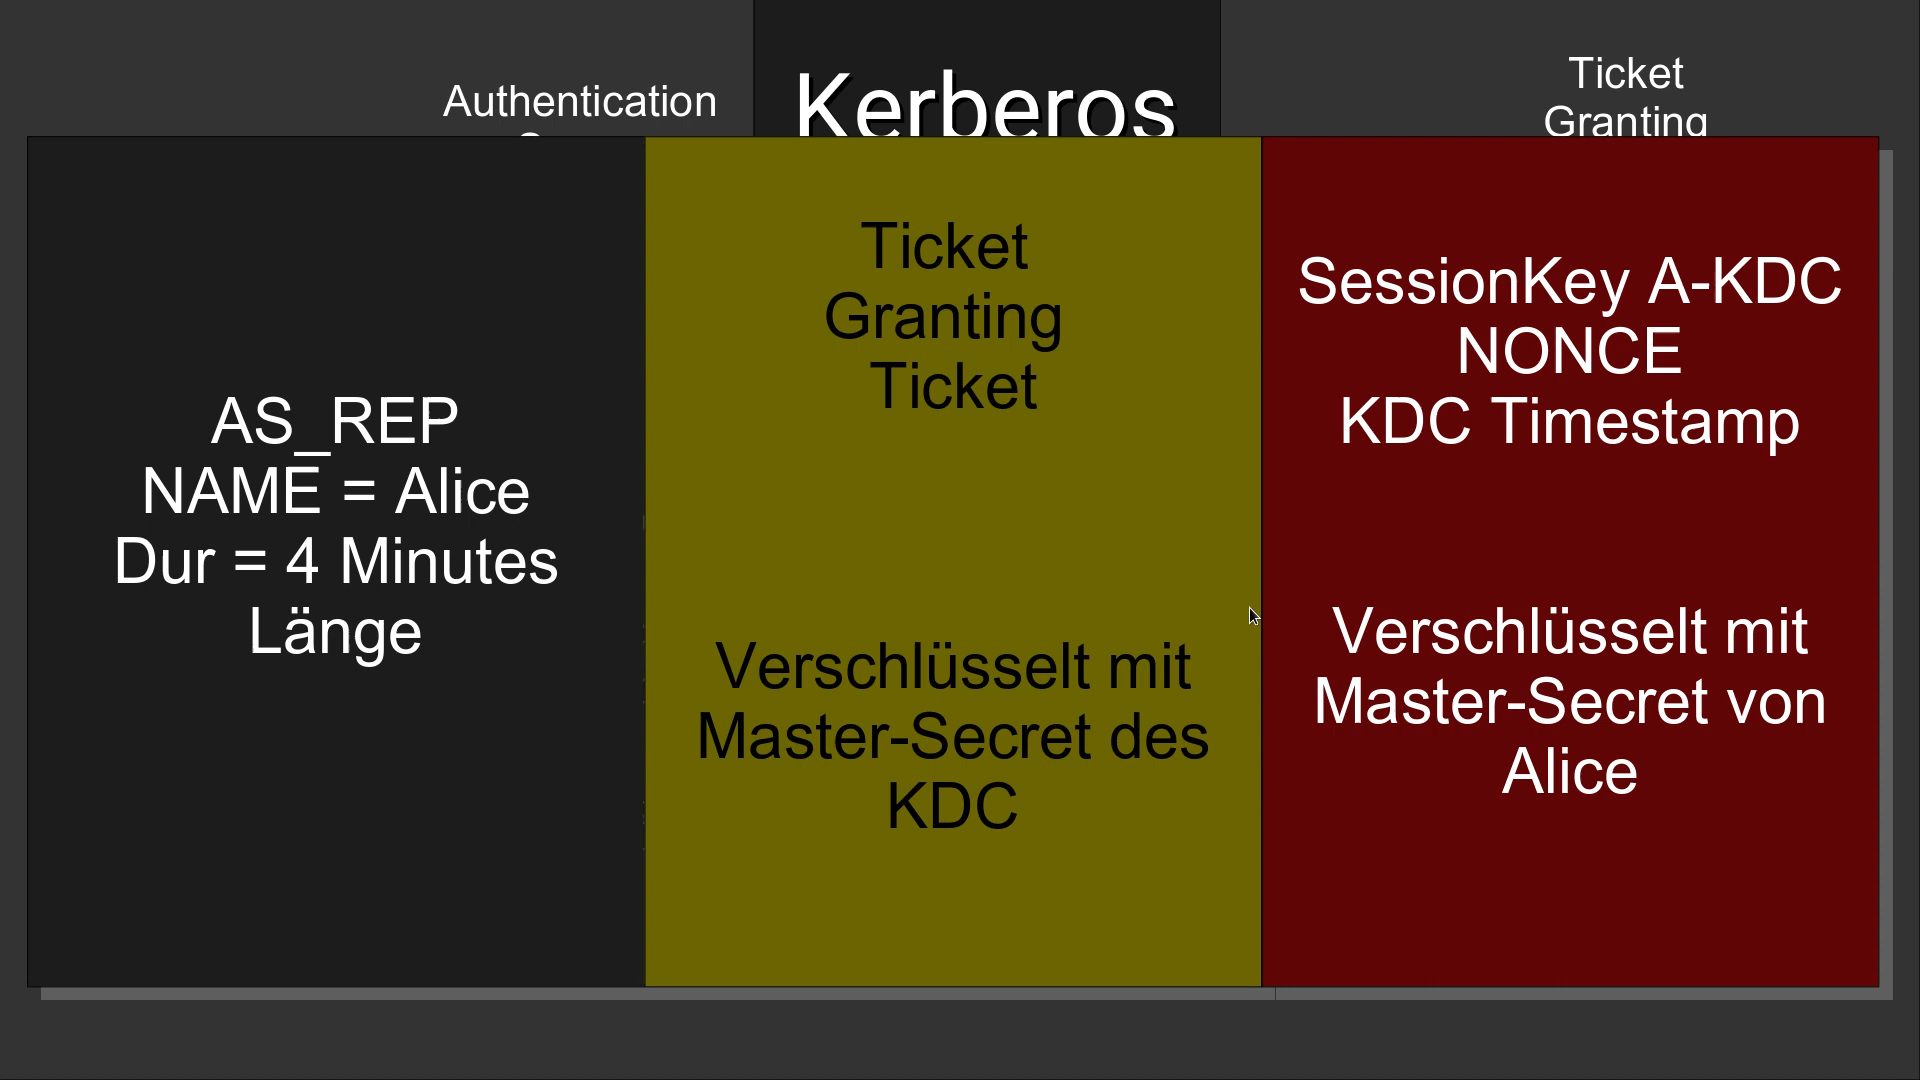 Authentication
Kerberos
Ticket
Granting
AS_REP
NAME = Alice
Dur = 4 Minutes
Länge
Ticket
Granting
Ticket
Verschlüsselt mit
Master-Secret des
KDC
SessionKey A-KDC
NONCE
KDC Timestamp
Verschlüsselt mit
Master-Secret von
Alice